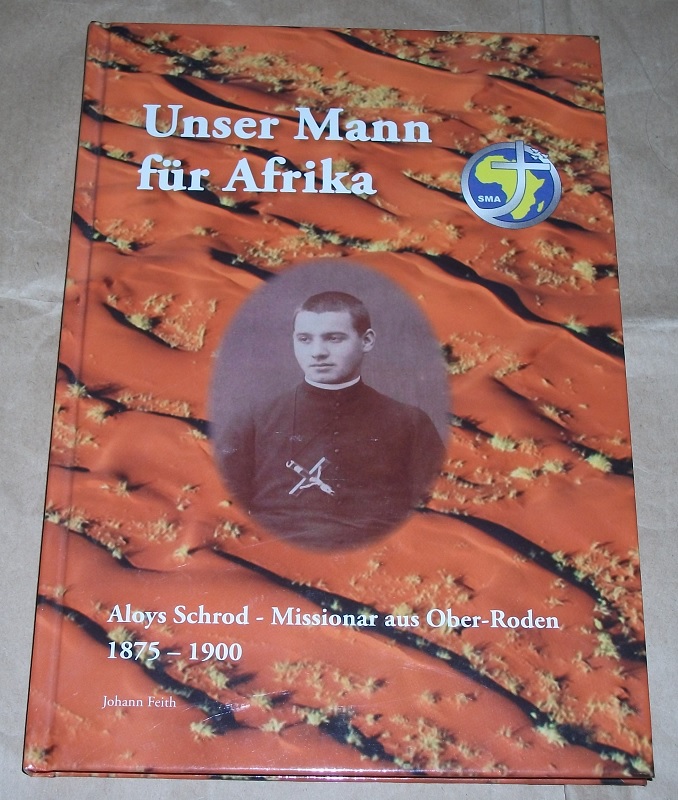 Unser Mann
für Afrika
SMA
Aloys Schrod - Missionar aus Ober-Roden
1875 – 1900
Johann Feith